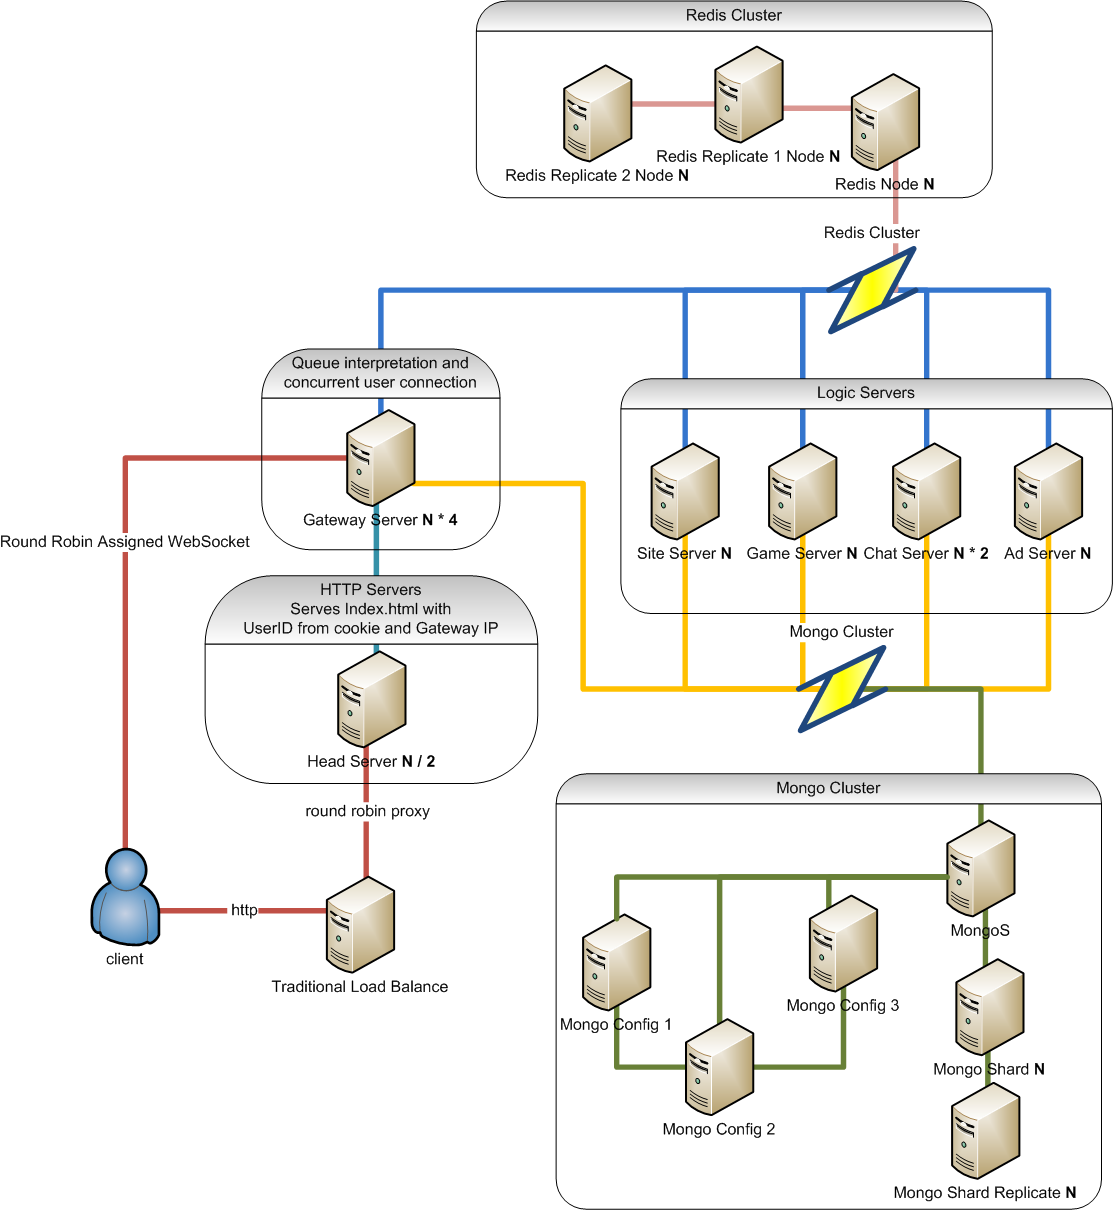 Redis Cluster
Redis Replicate 2 Node N
Redis Replicate 1 Node N
Redis Node N
Redis Cluster
Queue interpretation and
concurrent user connection
Gateway Server N * 4
Logic Servers
Site Server N
Game Server N
Chat Server N * 2
Ad Server N
Round Robin Assigned WebSocket
HTTP Servers
Serves Index.html with
UserID from cookie and Gateway IP
Head Server N / 2
Mongo Cluster
round robin proxy
http
client
Traditional Load Balance
Mongo Cluster
MongoS
Mongo Config 1
Mongo Config 3
Mongo Config 2
Mongo Shard N
Mongo Shard Replicate N